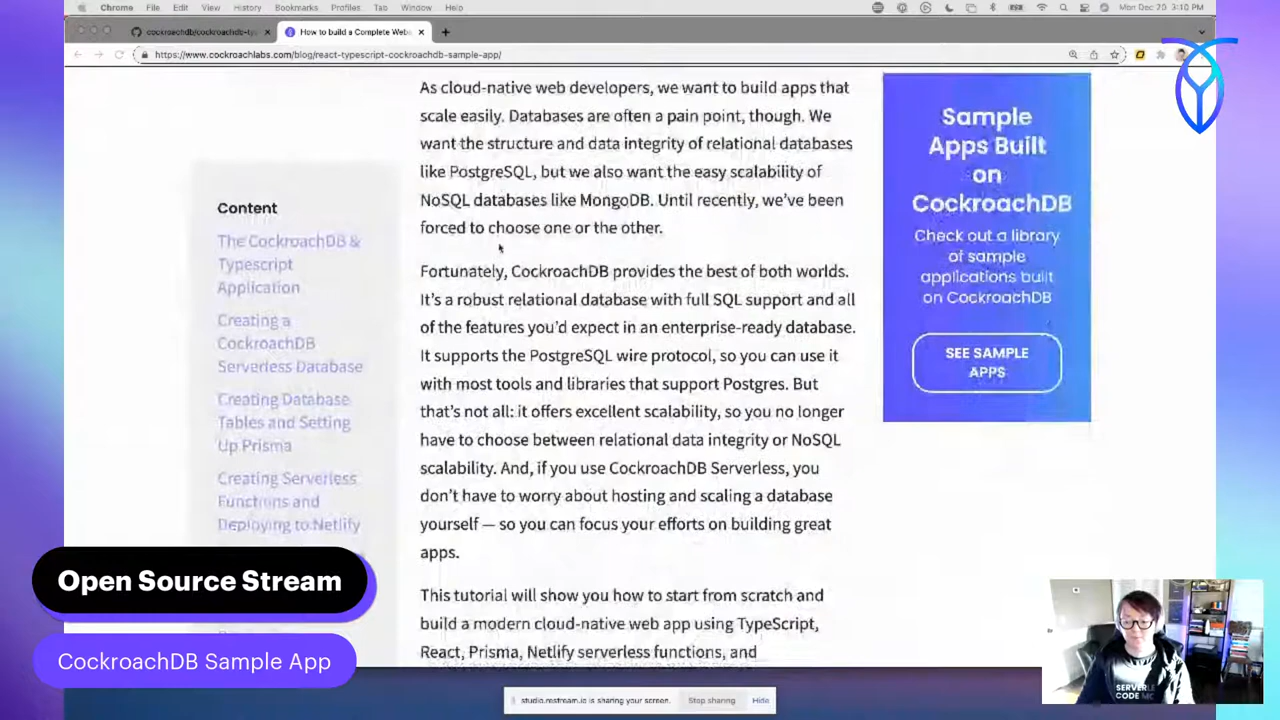 Chrome File Edit View History Bookmarks Profiles Tab Window Help
Mon Dec 20 3:10 PM
cockroachdb/cockroachdb-ty
How to build a Complete Web
https://www.cockroachlabs.com/blog/react-typescript-cockroachdb-sample-app/
As cloud-native web developers, we want to build apps that
scale easily. Databases are often a pain point, though. We
want the structure and data integrity of relational databases
like PostgreSQL, but we also want the easy scalability of
NoSQL databases like MongoDB. Until recently, we've been
forced to choose one or the other.
Fortunately, CockroachDB provides the best of both worlds.
It's a robust relational database with full SQL support and all
of the features you'd expect in an enterprise-ready database.
It supports the PostgreSQL wire protocol, so you can use it
with most tools and libraries that support Postgres. But
that's not all: it offers excellent scalability, so you no longer
have to choose between relational data integrity or NoSQL
scalability. And, if you use CockroachDB Serverless, you
don't have to worry about hosting and scaling a database
yourself — so you can focus your efforts on building great
apps.
This tutorial will show you how to start from scratch and
build a modern cloud-native web app using TypeScript,
React, Prisma, Netlify serverless functions, and
Content
The CockroachDB &
Typescript
Application
Creating a
CockroachDB
Serverless Database
Creating Database
Tables and Setting
Up Prisma
Creating Serverless
Functions and
Deploying to Netlify
Sample
Apps Built
on
CockroachDB
Check out a library
of sample
applications built
on CockroachDB
SEE SAMPLE
APPS
Open Source Stream
CockroachDB Sample App
studio.restream.io is sharing your screen.
Stop sharing
Hide
CODE